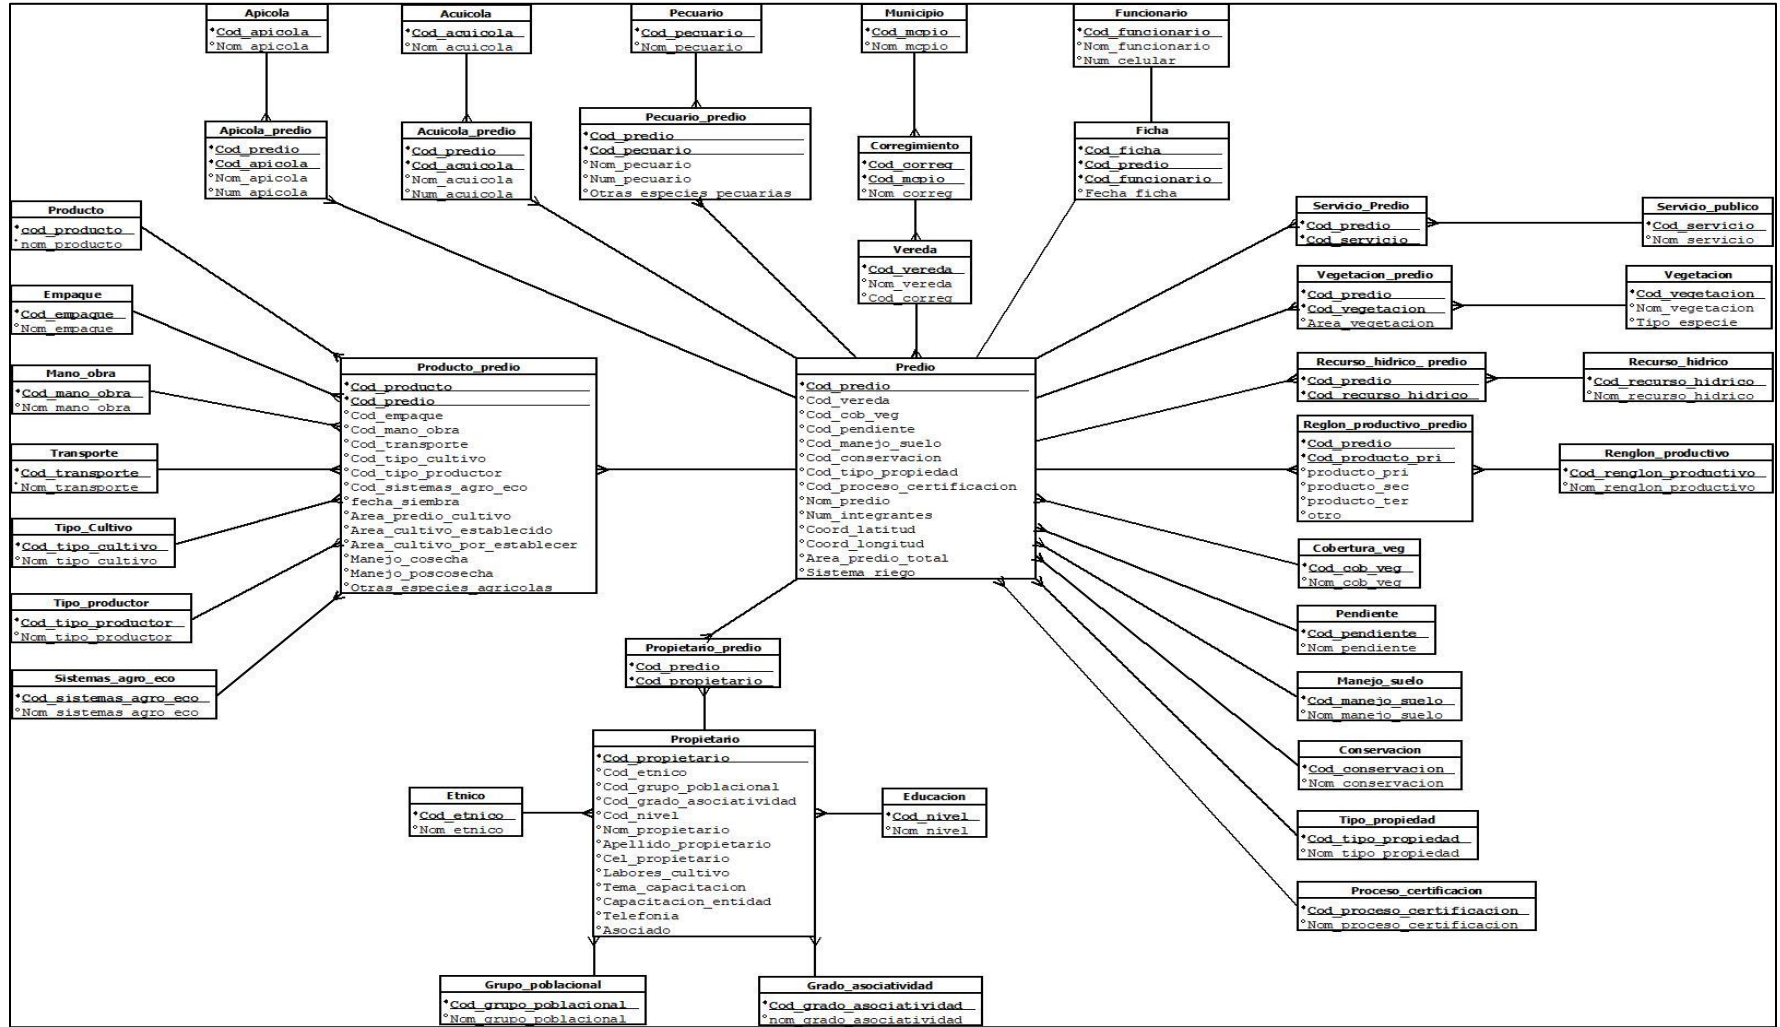 Apicola
Cod_apicola
Nom_apicola
Acuicola
Cod_acuicola
Nom_acuicola
Pecuario
Cod_pecuario
Nom_pecuario
Municipio
Cod_mcpio
Nom_mcpio
Funcionario
Cod_funcionario
Nom_funcionario
Num_celular
Apicola_predio
Cod_predio
Cod_apicola
Nom_apicola
Num_apicola
Acuicola_predio
Cod_predio
Cod_acuicola
Nom_acuicola
Num_acuicola
Pecuario_predio
Cod_predio
Cod_pecuario
Nom_pecuario
Num_pecuario
Otras_especies_pecuarias
Corregimiento
Cod_correg
Cod_mcpio
Nom_correg
Ficha
Cod_ficha
Cod_predio
Cod_funcionario
Fecha_ficha
Producto
cod_producto
nom_producto
Vereda
Cod_vereda
Nom_vereda
Cod_correg
Servicio_Predio
Cod_predio
Cod_servicio
Servicio_publico
Cod_servicio
Nom_servicio
Empaque
Cod_empaque
Nom_empaque
Vegetacion_predio
Cod_predio
Cod_vegetacion
Area_vegetacion
Vegetacion
Cod_vegetacion
Nom_vegetacion
Tipo_especie
Mano_obra
Cod_mano_obra
Nom_mano_obra
Producto_predio
Cod_producto
Cod_predio
Cod_empaque
Cod_mano_obra
Cod_transporte
Cod_tipo_cultivo
Cod_tipo_productor
Cod_sistemas_agro_eco
fecha_siembra
Area_predio_cultivo
Area_cultivo_establecido
Area_cultivo_por_establecer
Manejo_cosecha
Manejo_poscosecha
Otras_especies_agricolas
Predio
Cod_predio
Cod_vereda
Cod_cob_veg
Cod_pendiente
Cod_manejo_suelo
Cod_conservacion
Cod_tipo_propiedad
Cod_proceso_certificacion
Nom_predio
Num_integrantes
Coord_latitud
Coord_longitud
Area_predio_total
Sistema_riego
Recurso_hidrico_predio
Cod_predio
Cod_recurso_hidrico
Recurso_hidrico
Cod_recurso_hidrico
Nom_recurso_hidrico
Transporte
Cod_transporte
Nom_transporte
Reglon_productivo_predio
Cod_predio
Cod_producto_pri
producto_pri
producto_sec
producto_ter
otro
Renglon_productivo
Cod_renglon_productivo
Nom_renglon_productivo
Tipo_Cultivo
Cod_tipo_cultivo
Nom_tipo_cultivo
Cobertura_veg
Cod_cob_veg
Nom_cob_veg
Tipo_productor
Cod_tipo_productor
Nom_tipo_productor
Pendiente
Cod_pendiente
Nom_pendiente
Sistemas_agro_eco
Cod_sistemas_agro_eco
Nom_sistemas_agro_eco
Propietario_predio
Cod_predio
Cod_propietario
Manejo_suelo
Cod_manejo_suelo
Nom_manejo_suelo
Propietario
Cod_propietario
Cod_etnico
Cod_grupo_poblacional
Cod_grado_asociatividad
Cod_nivel
Nom_propietario
Apellido_propietario
Cel_propietario
Labores_cultivo
Tema_capacitacion
Capacitacion_entidad
Telefonia
Asociado
Conservacion
Cod_conservacion
Nom_conservacion
Etnico
Cod_etnico
Nom_etnico
Educacion
Cod_nivel
Nom_nivel
Tipo_propiedad
Cod_tipo_propiedad
Nom_tipo_propiedad
Proceso_certificacion
Cod_proceso_certificacion
Nom_proceso_certificacion
Grupo_poblacional
Cod_grupo_poblacional
Nom_grupo_poblacional
Grado_asociatividad
Cod_grado_asociatividad
nom_grado_asociatividad